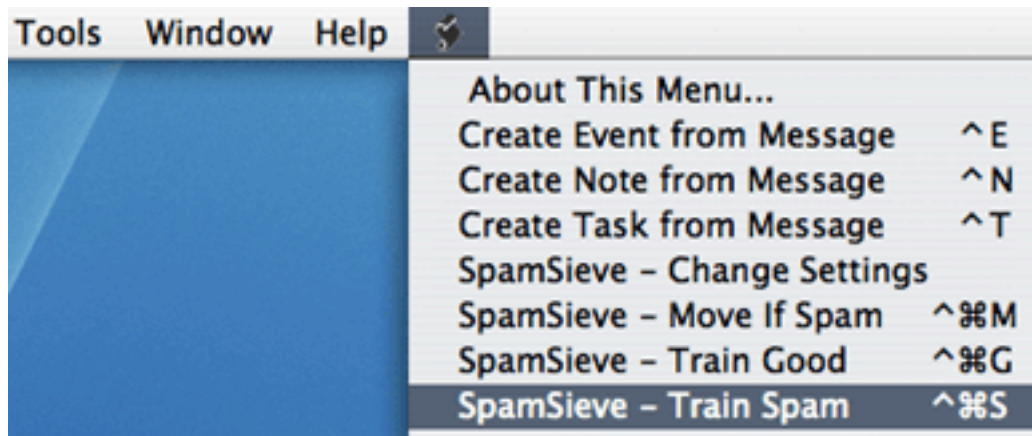 Tools Window Help
About This Menu...
Create Event from Message ^E
Create Note from Message ^N
Create Task from Message ^T
SpamSieve – Change Settings
SpamSieve – Move If Spam ^⌘M
SpamSieve – Train Good ^⌘G
SpamSieve – Train Spam ^⌘S